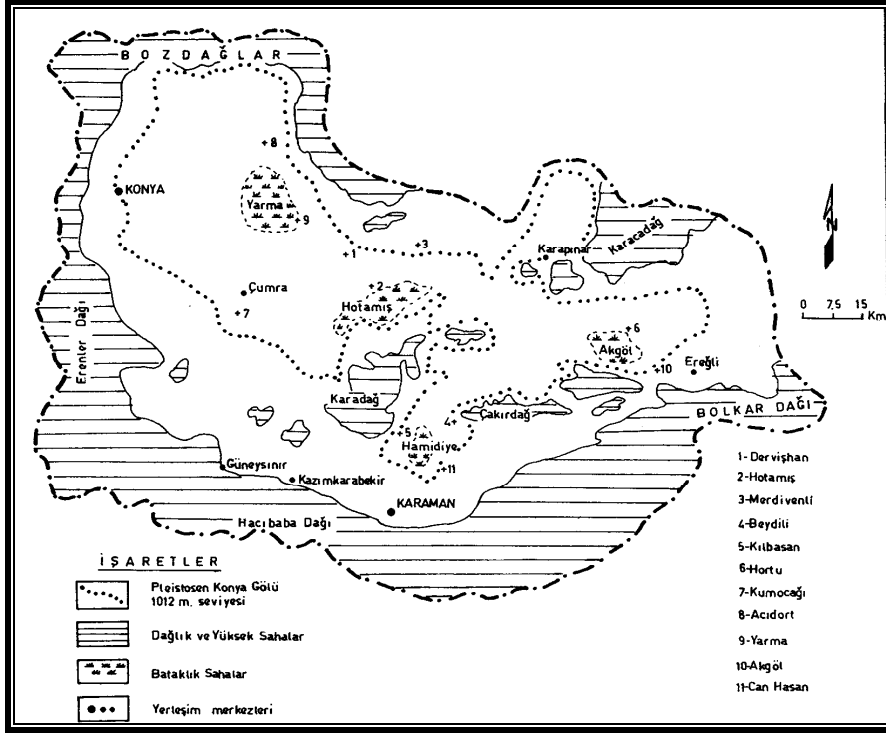 BOZDAĞLAR
+8
KONYA
Yarma
+9
+1
+3
Karapınar
Karacadağ
N
+2
Çumra
Hotamış
+7
0 7,5 15 Km
Erenler Dağı
+6
Akgöl
+10
Ereğli
Karadağ
Çakırdağ
4+
BOLKAR DAĞI
+5
Hamidiye
+11
Güneysınır
Kazımkarabekir
KARAMAN
Hacıbaba Dağı
1- Dervişhan
2-Hotamış
3- Merdivenli
4-Beydili
5-Kılbasan
6-Hortu
7-Kumocağı
8-Acıdort
9-Yarma
10-Akgöl
11-Can Hasan
İŞARETLER
Pleistosen Konya Gölü
1012 m. seviyesi
Dağlık ve Yüksek Sahalar
Bataklık Sahalar
Yerleşim merkezleri